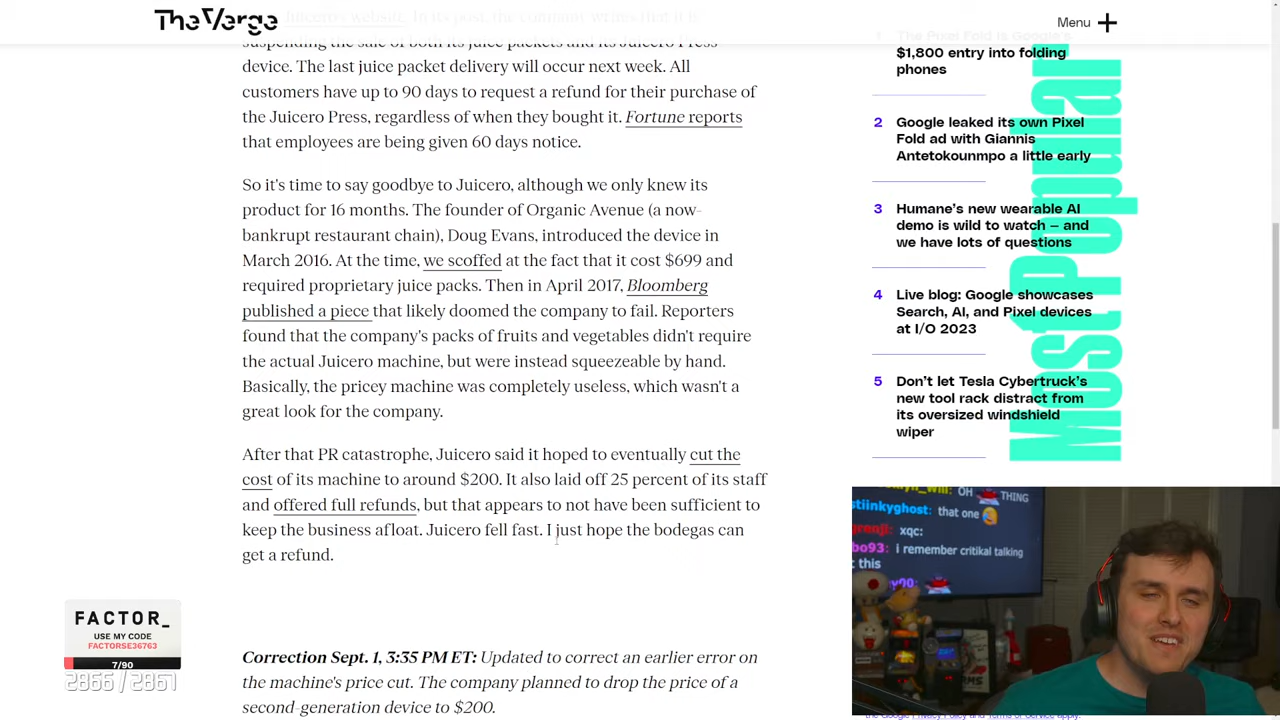 The Verge
Menu
Juicero website. In its post, the company writes that it is
suspending the sale of both its juice packets and its Juicero Press
device. The last juice packet delivery will occur next week. All
customers have up to 90 days to request a refund for their purchase of
the Juicero Press, regardless of when they bought it. Fortune reports
that employees are being given 60 days notice.
So it's time to say goodbye to Juicero, although we only knew its
product for 16 months. The founder of Organic Avenue (a now-
bankrupt restaurant chain), Doug Evans, introduced the device in
March 2016. At the time, we scoffed at the fact that it cost $699 and
required proprietary juice packs. Then in April 2017, Bloomberg
published a piece that likely doomed the company to fail. Reporters
found that the company's packs of fruits and vegetables didn't require
the actual Juicero machine, but were instead squeezeable by hand.
Basically, the pricy machine was completely useless, which wasn't a
great look for the company.
After that PR catastrophe, Juicero said it hoped to eventually cut the
cost of its machine to around $200. It also laid off 25 percent of its staff
and offered full refunds, but that appears to not have been sufficient to
keep the business afloat. Juicero fell fast. I just hope the bodegas can
get a refund.
Correction Sept. 1, 3:35 PM ET: Updated to correct an earlier error on
the machine's price cut. The company planned to drop the price of a
second-generation device to $200.
Most Popular
1 The Pixel Fold is Google's
$1,800 entry into folding
phones
2 Google leaked its own Pixel
Fold ad with Giannis
Antetokounmpo a little early
3 Humane's new wearable AI
demo is wild to watch — and
we have lots of questions
4 Live blog: Google showcases
Search, AI, and Pixel devices
at I/O 2023
5 Don't let Tesla Cybertruck's
new tool rack distract from
its oversized windshield
wiper
FACTOR_
USE MY CODE
FACTORSE36763
7/90
2866 / 2867
OH THING
stiinkyghost: that one
xqc:
bo93: i remember critikal talking
this
the Google Privacy Policy and Terms of Service apply.